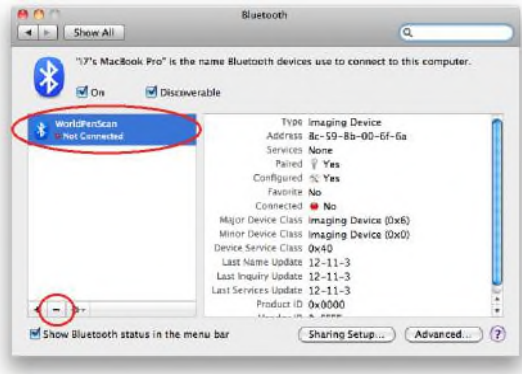 Bluetooth
Show All
"i7's MacBook Pro" is the name Bluetooth devices use to connect to this computer.
On
Discoverable
WorldPenScan
Not Connected
Type Imaging Device
Address 8c-59-8b-00-6f-6a
Services None
Paired Yes
Configured Yes
Favorite No
Connected No
Major Device Class Imaging Device (0x6)
Minor Device Class Imaging Device (0x0)
Device Service Class 0x40
Last Name Update 12-11-3
Last Inquiry Update 12-11-3
Last Services Update 12-11-3
Product ID 0x0000
Show Bluetooth status in the menu bar
Sharing Setup...
Advanced...
?